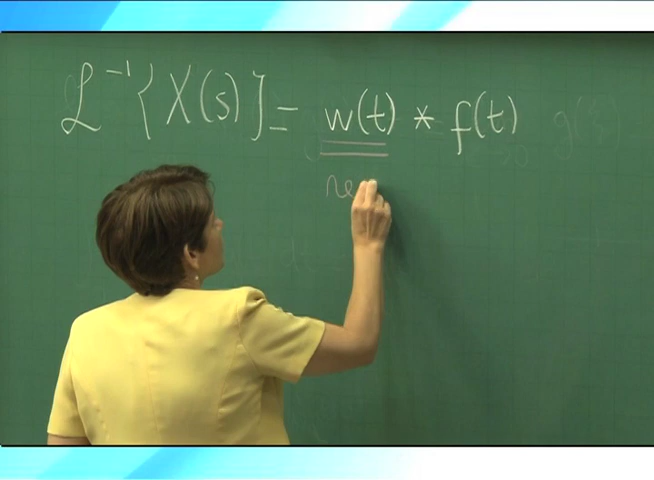 ℒ⁻¹{X(s)} = w(t) * f(t)